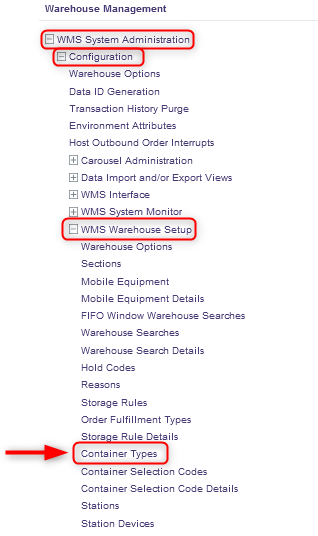 Warehouse Management
WMS System Administration
Configuration
Warehouse Options
Data ID Generation
Transaction History Purge
Environment Attributes
Host Outbound Order Interrupts
Carousel Administration
Data Import and/or Export Views
WMS Interface
WMS System Monitor
WMS Warehouse Setup
Warehouse Options
Sections
Mobile Equipment
Mobile Equipment Details
FIFO Window Warehouse Searches
Warehouse Searches
Warehouse Search Details
Hold Codes
Reasons
Storage Rules
Order Fulfillment Types
Storage Rule Details
Container Types
Container Selection Codes
Container Selection Code Details
Stations
Station Devices